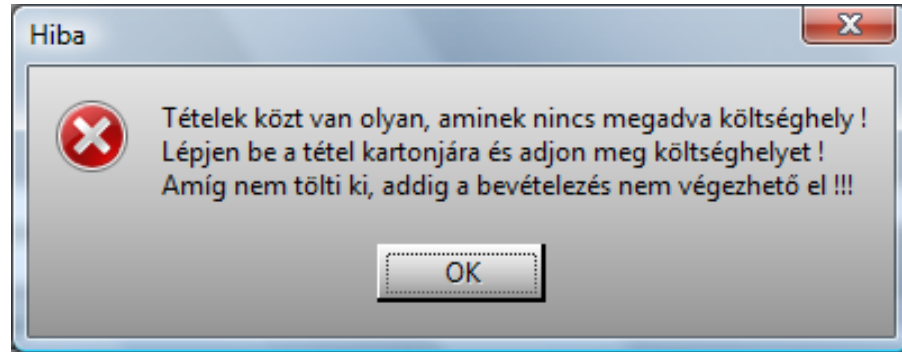 Hiba
Tételek közt van olyan, aminek nincs megadva költséghely !
Lépjen be a tétel kartonjára és adjon meg költséghelyet !
Amíg nem tölti ki, addig a bevételezés nem végezhető el !!!
OK